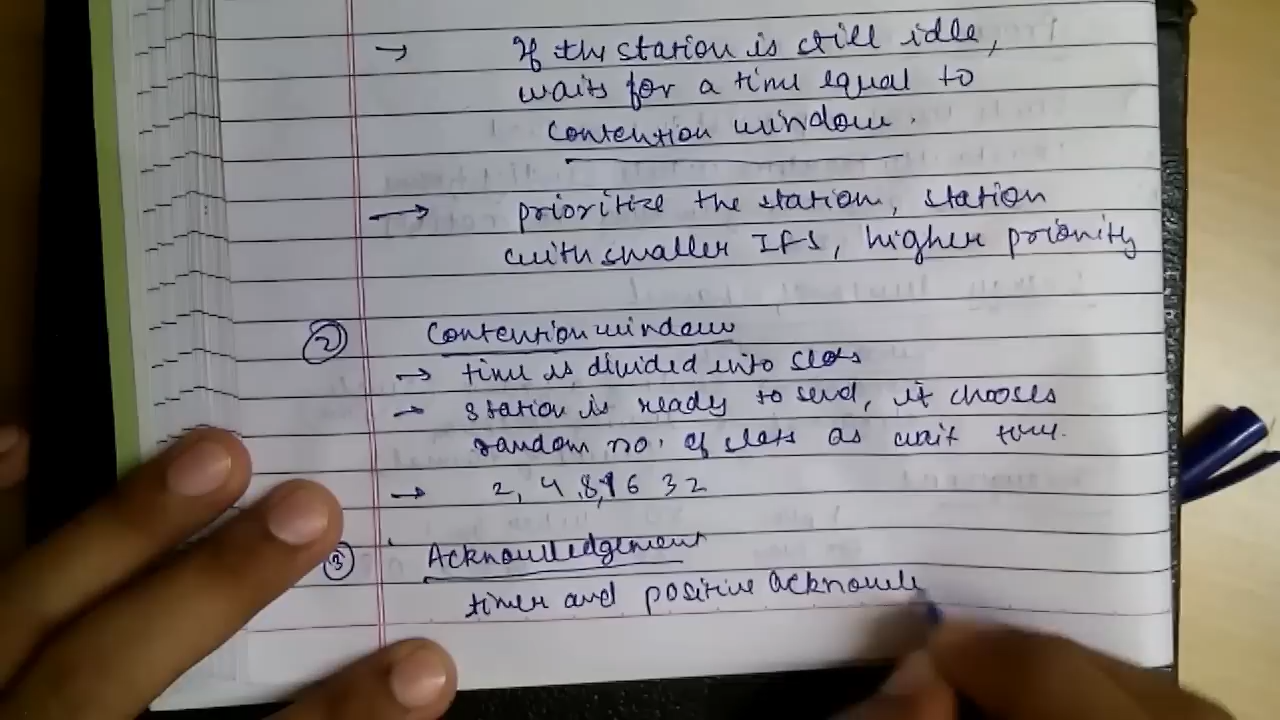 → If the station is still idle,
waits for a time equal to
contention window.
→ prioritize the station, station
with smaller IFS, higher priority
② Contention window
→ time is divided into slots
→ station is ready to send, it chooses
random no. of slots as wait time.
→ 2, 4, 8, 16 32
③ Acknowledgement
timer and positive acknowle